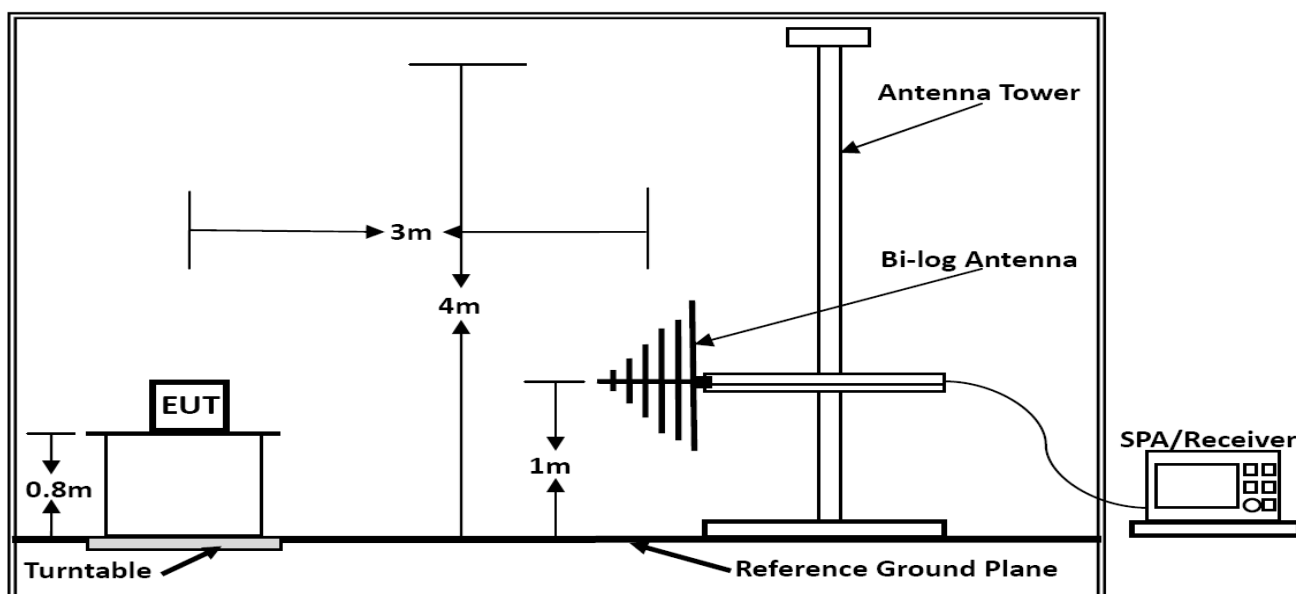 Antenna Tower
3m
Bi-log Antenna
4m
EUT
SPA/Receiver
1m
0.8m
Turntable
Reference Ground Plane